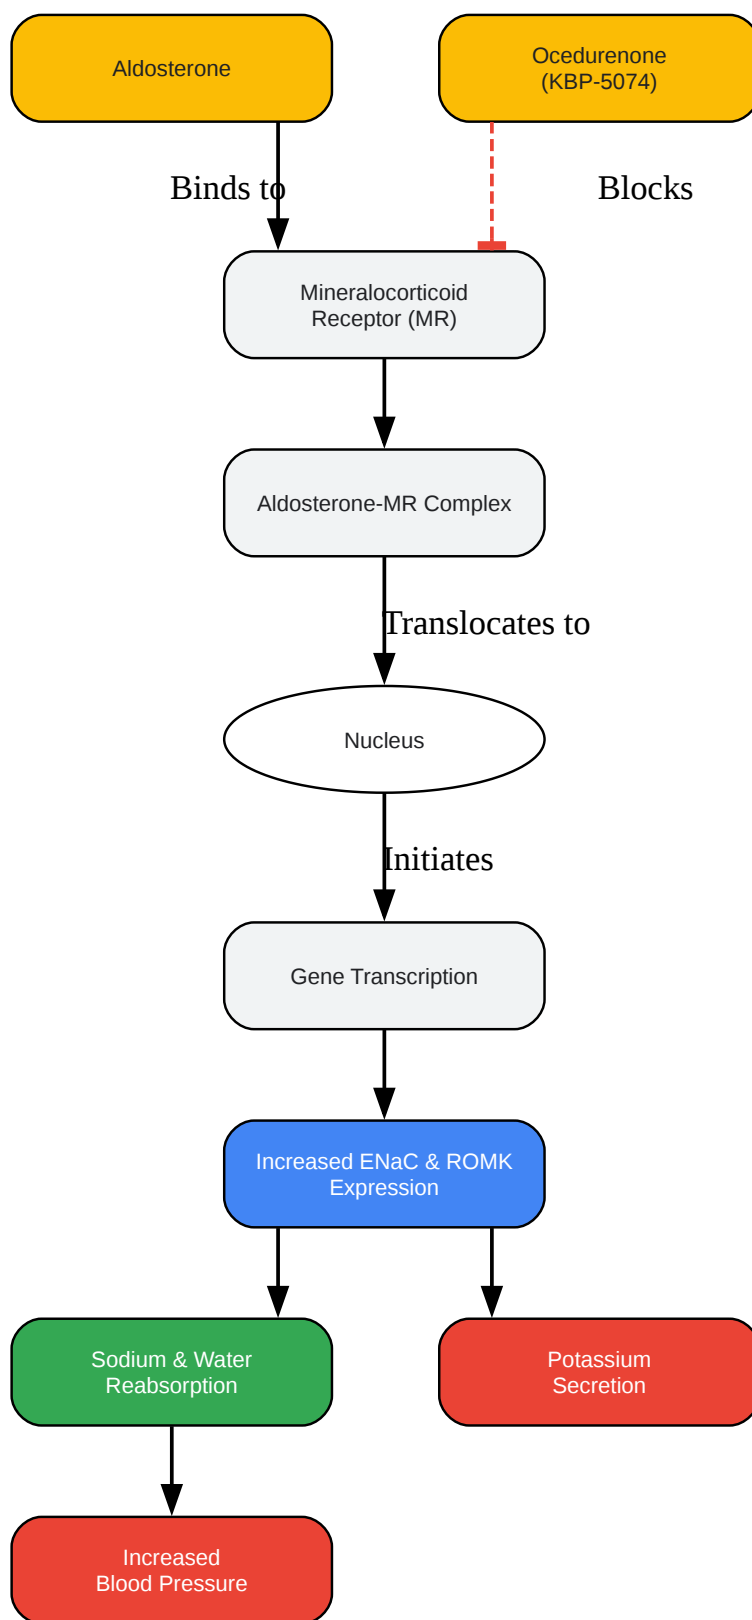 Aldosterone
Ocedurenone
(KBP-5074)
Binds to
Blocks
Mineralocorticoid
Receptor (MR)
Aldosterone-MR Complex
Translocates to
Nucleus
Initiates
Gene Transcription
Increased ENaC & ROMK
Expression
Sodium & Water
Reabsorption
Potassium
Secretion
Increased
Blood Pressure